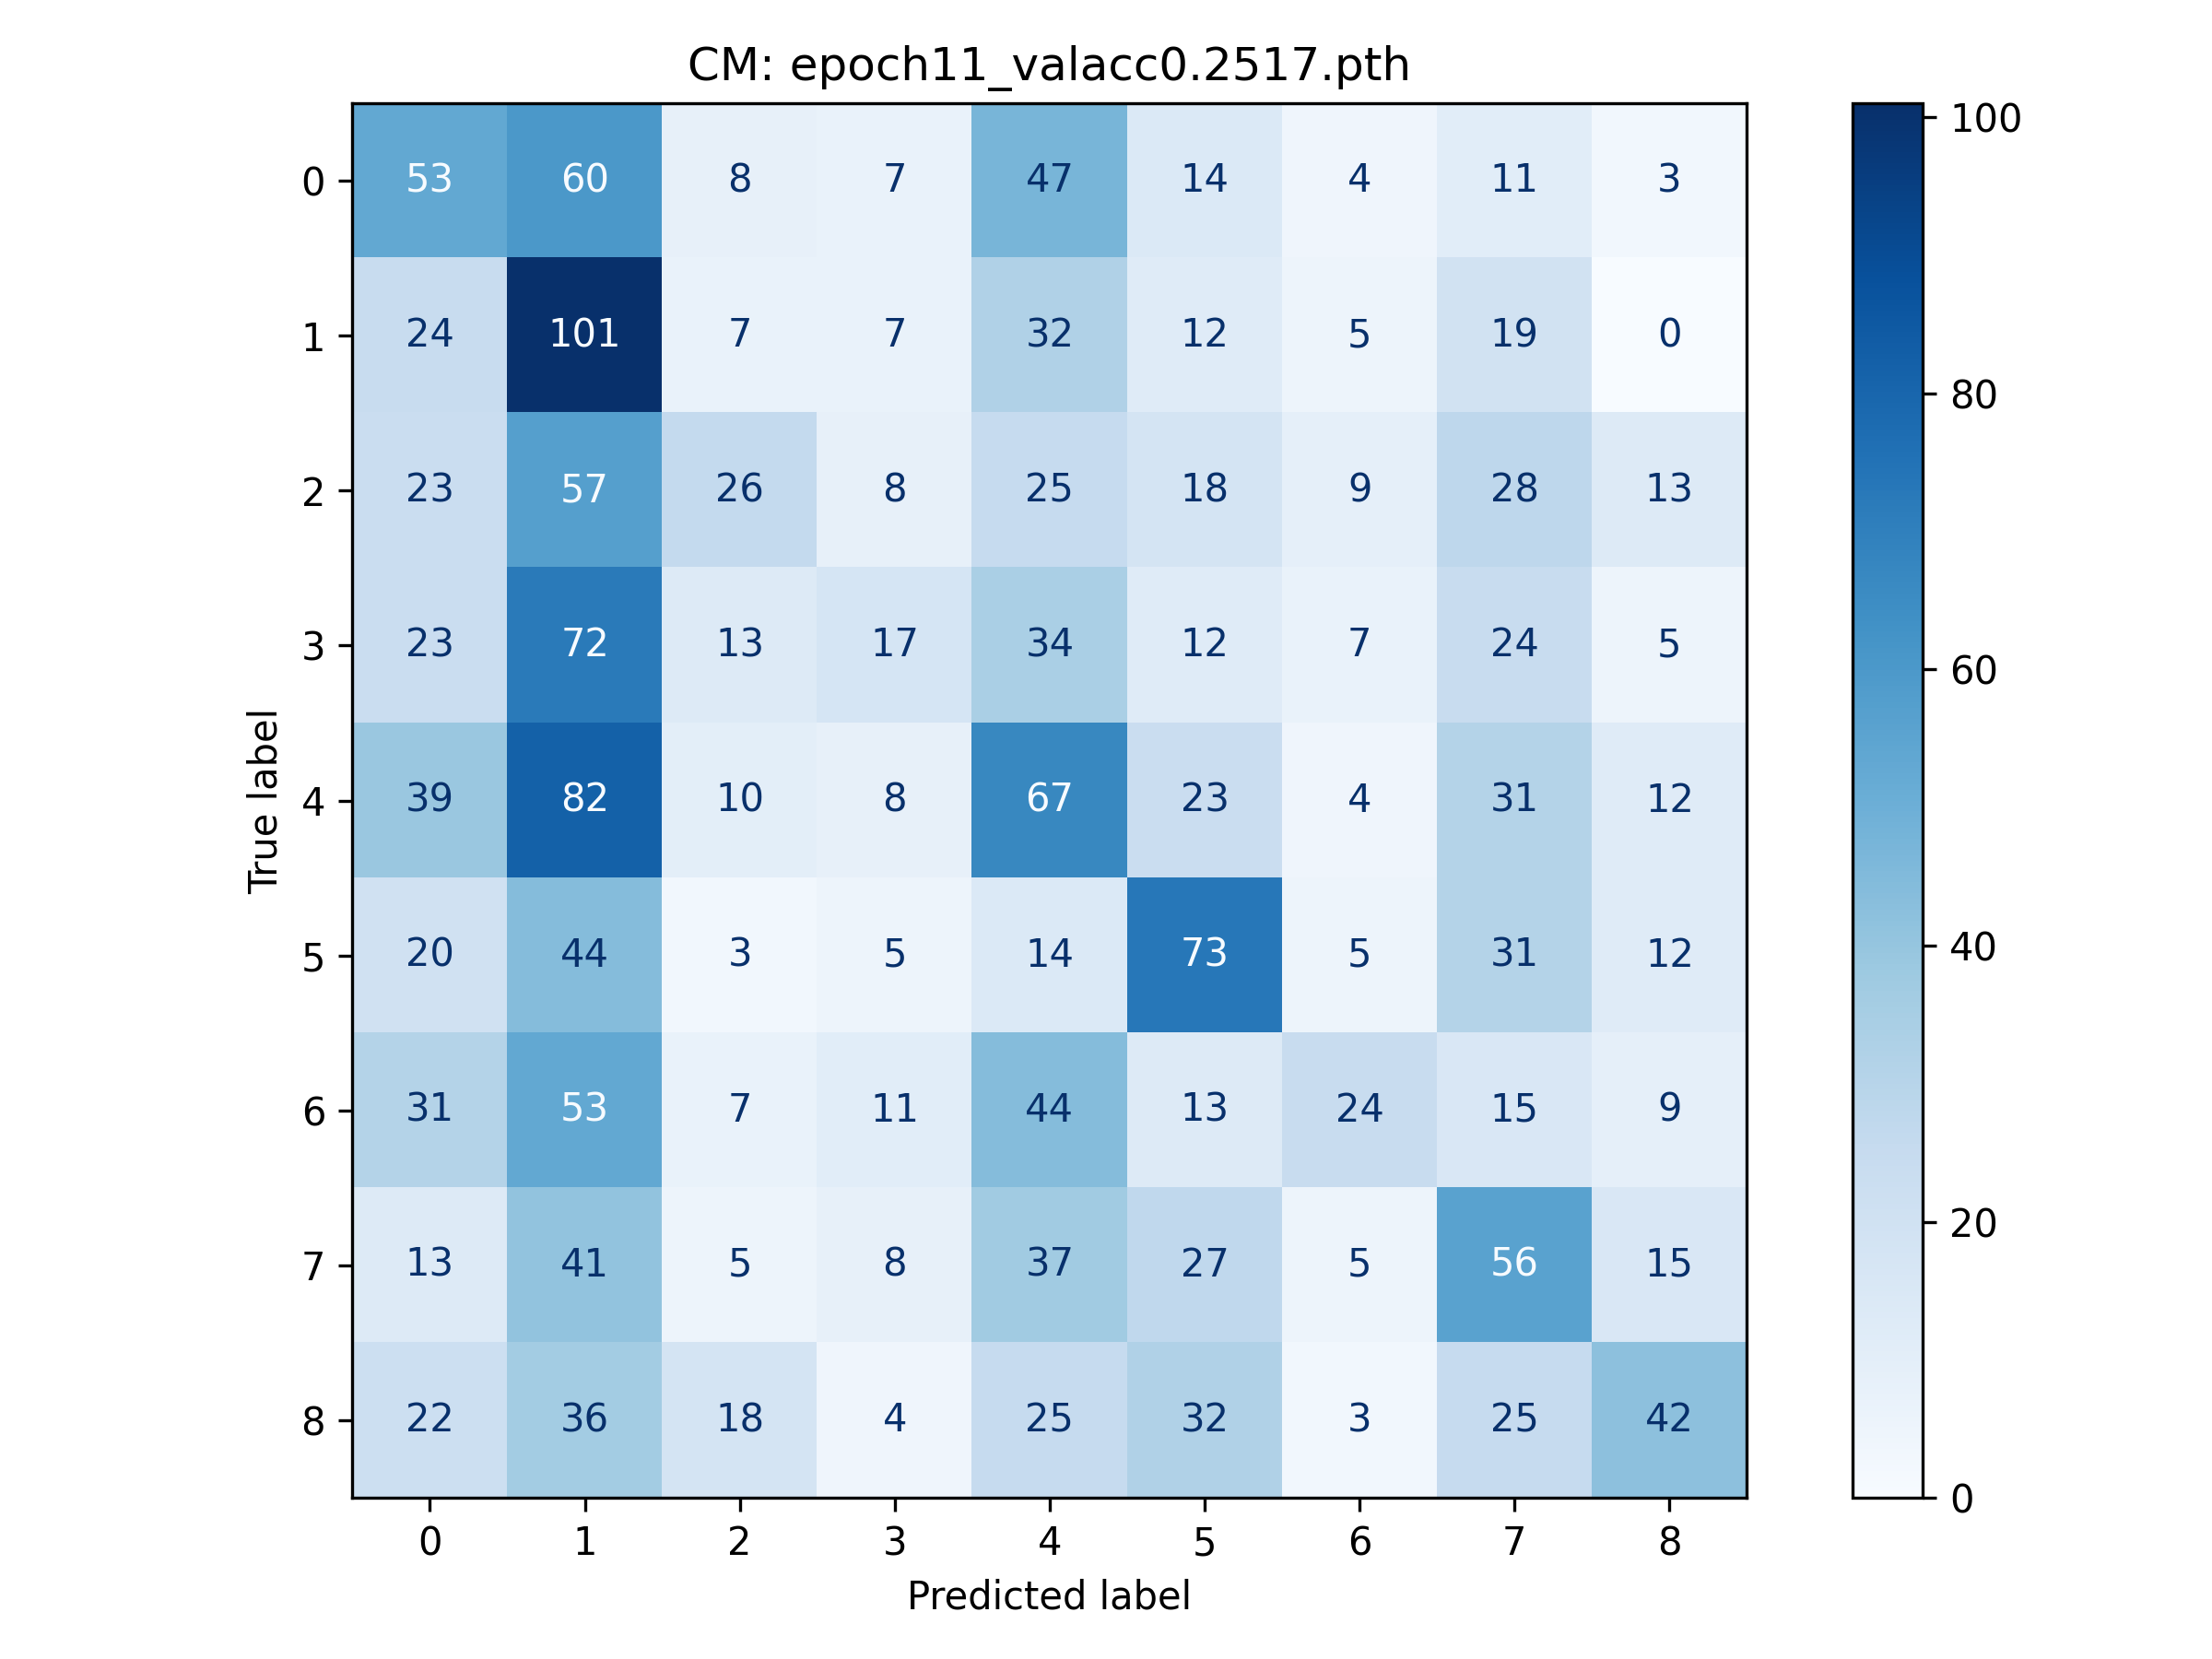 CM: epoch11_valacc0.2517.pth
0 53 60 8 7 47 14 4 11 3
1 24 101 7 7 32 12 5 19 0
2 23 57 26 8 25 18 9 28 13
3 23 72 13 17 34 12 7 24 5
4 39 82 10 8 67 23 4 31 12
5 20 44 3 5 14 73 5 31 12
6 31 53 7 11 44 13 24 15 9
7 13 41 5 8 37 27 5 56 15
8 22 36 18 4 25 32 3 25 42
0 1 2 3 4 5 6 7 8
Predicted label
True label
100
80
60
40
20
0